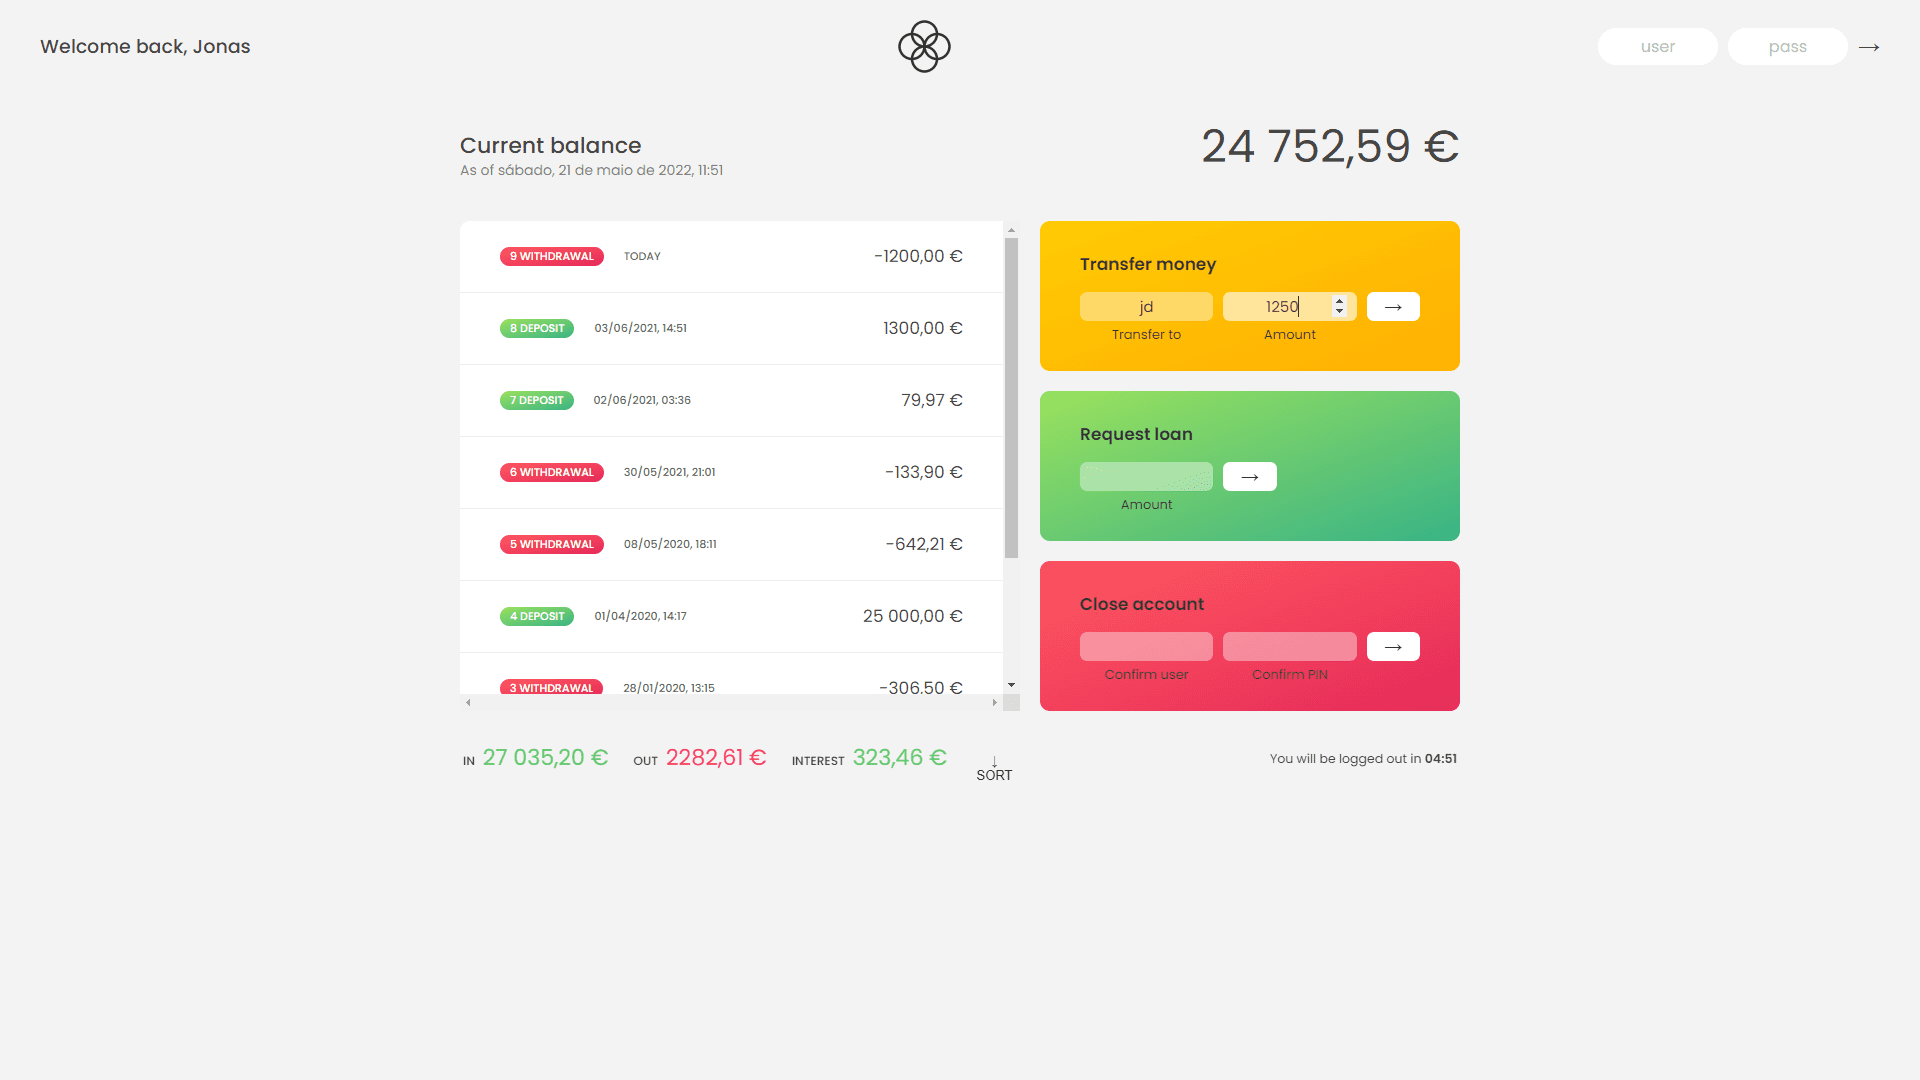 Welcome back, Jonas
user
pass
→
Current balance
As of sábado, 21 de maio de 2022, 11:51
24 752,59 €
9 WITHDRAWAL TODAY -1200,00 €
8 DEPOSIT 03/06/2021, 14:51 1300,00 €
7 DEPOSIT 02/06/2021, 03:36 79,97 €
6 WITHDRAWAL 30/05/2021, 21:01 -133,90 €
5 WITHDRAWAL 08/05/2020, 18:11 -642,21 €
4 DEPOSIT 01/04/2020, 14:17 25 000,00 €
3 WITHDRAWAL 28/01/2020, 13:15 -306,50 €
Transfer money
jd 1250 →
Transfer to Amount
Request loan
→
Amount
Close account
→
Confirm user Confirm PIN
IN 27 035,20 € OUT 2282,61 € INTEREST 323,46 € ↓ SORT
You will be logged out in 04:51